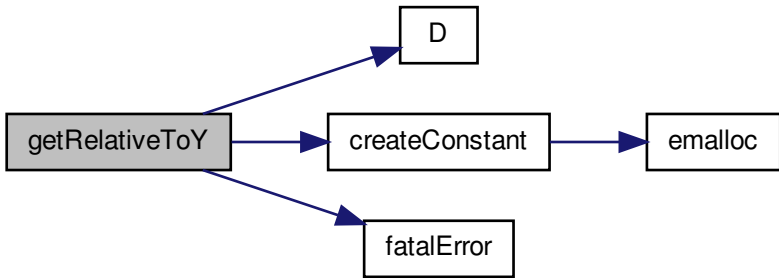 D
getRelativeToY
createConstant
emalloc
fatalError